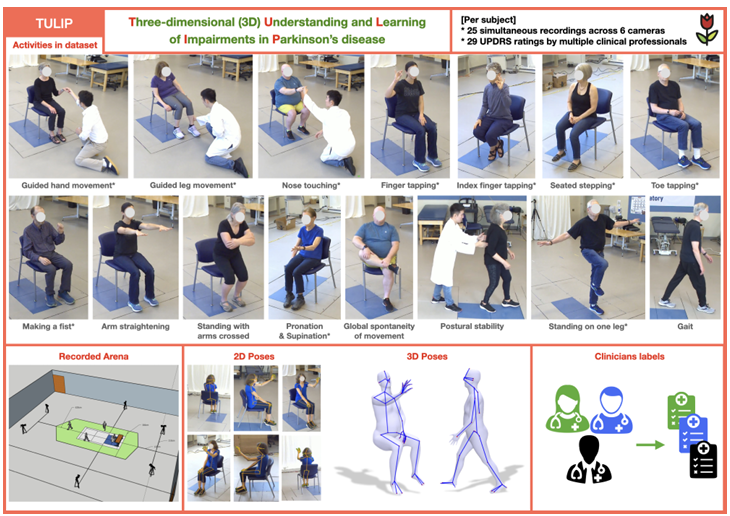 TULIP
Three-dimensional (3D) Understanding and Learning
of Impairments in Parkinson's disease
[Per subject]
* 25 simultaneous recordings across 6 cameras
* 29 UPDRS ratings by multiple clinical professionals
Activities in dataset
Guided hand movement*
Guided leg movement*
Nose touching*
Finger tapping*
Index finger tapping*
Seated stepping*
Toe tapping*
Making a fist*
Arm straightening
Standing with
arms crossed
Pronation
& Supination*
Global spontaneity
of movement
Postural stability
Standing on one leg*
Gait
Recorded Arena
2D Poses
3D Poses
Clinicians labels